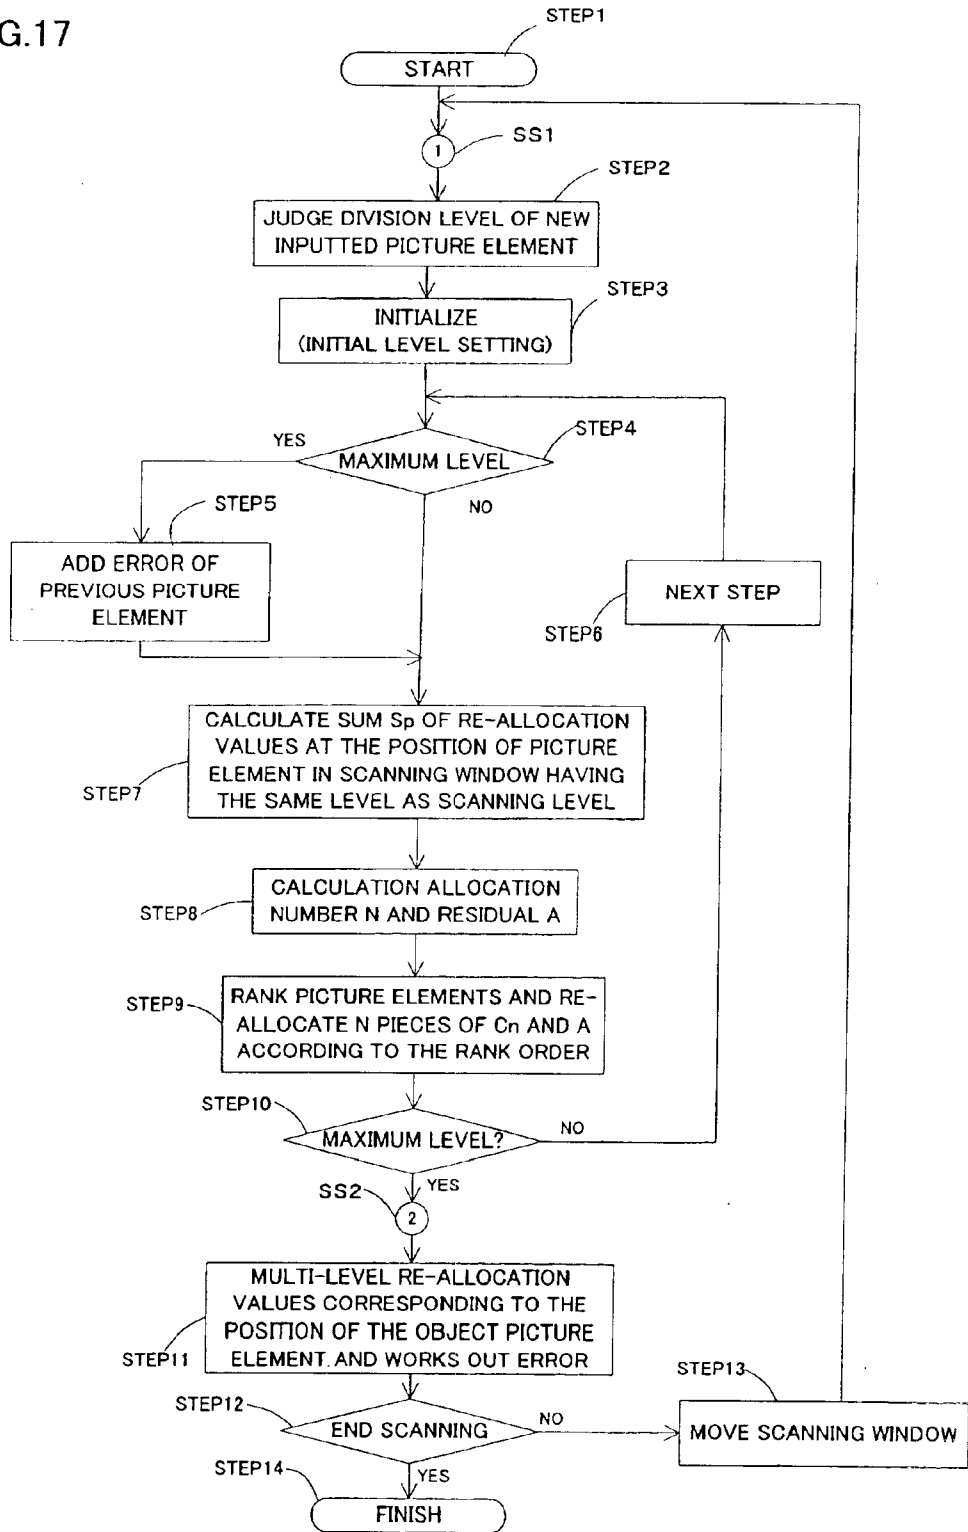 G.17
STEP1
START
1
SS1
STEP2
JUDGE DIVISION LEVEL OF NEW
INPUTTED PICTURE ELEMENT
STEP3
INITIALIZE
(INITIAL LEVEL SETTING)
STEP4
YES
MAXIMUM LEVEL
NO
STEP5
ADD ERROR OF
PREVIOUS PICTURE
ELEMENT
NEXT STEP
STEP6
CALCULATE SUM Sp OF RE-ALLOCATION
VALUES AT THE POSITION OF PICTURE
ELEMENT IN SCANNING WINDOW HAVING
THE SAME LEVEL AS SCANNING LEVEL
STEP7
CALCULATION ALLOCATION
NUMBER N AND RESIDUAL A
STEP8
RANK PICTURE ELEMENTS AND RE-
ALLOCATE N PIECES OF Cn AND A
ACCORDING TO THE RANK ORDER
STEP9
STEP10
MAXIMUM LEVEL?
NO
YES
SS2
2
MULTI-LEVEL RE-ALLOCATION
VALUES CORRESPONDING TO THE
POSITION OF THE OBJECT PICTURE
ELEMENT. AND WORKS OUT ERROR
STEP11
STEP12
END SCANNING
NO
STEP13
MOVE SCANNING WINDOW
YES
STEP14
FINISH